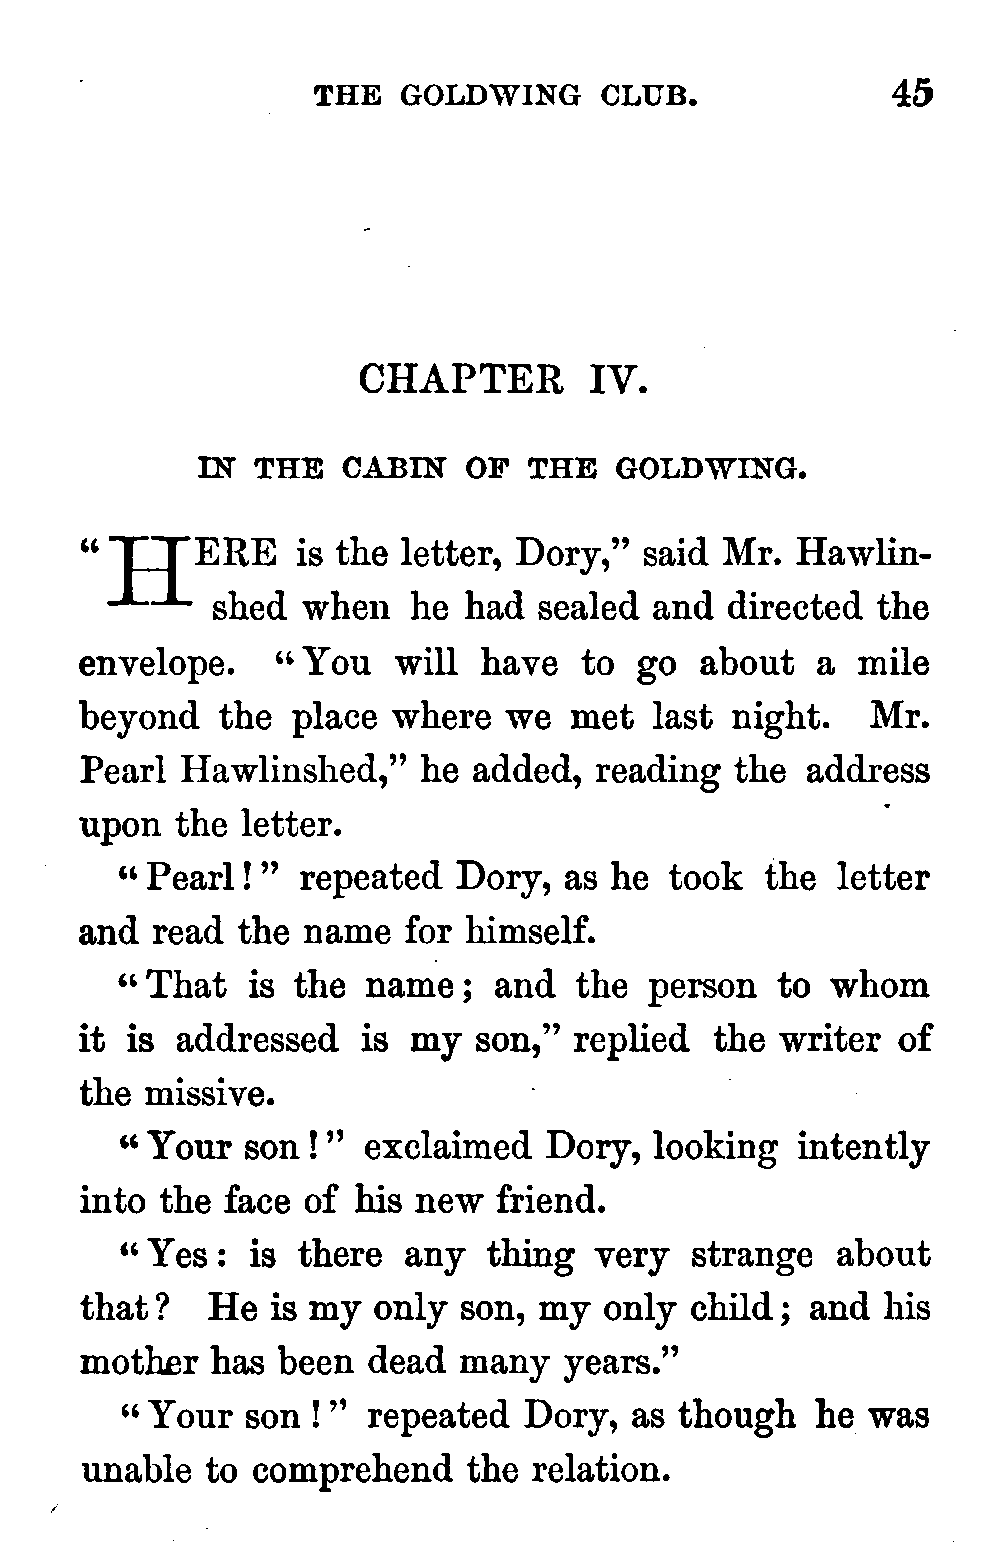 THE GOLDWING CLUB. 45
CHAPTER IV.
IN THE CABIN OF THE GOLDWING.
“HERE is the letter, Dory,” said Mr. Hawlin-
shed when he had sealed and directed the
envelope. “You will have to go about a mile
beyond the place where we met last night. Mr.
Pearl Hawlinshed,” he added, reading the address
upon the letter.
“Pearl!” repeated Dory, as he took the letter
and read the name for himself.
“That is the name; and the person to whom
it is addressed is my son,” replied the writer of
the missive.
“Your son!” exclaimed Dory, looking intently
into the face of his new friend.
“Yes: is there any thing very strange about
that? He is my only son, my only child; and his
mother has been dead many years.”
“Your son!” repeated Dory, as though he was
unable to comprehend the relation.